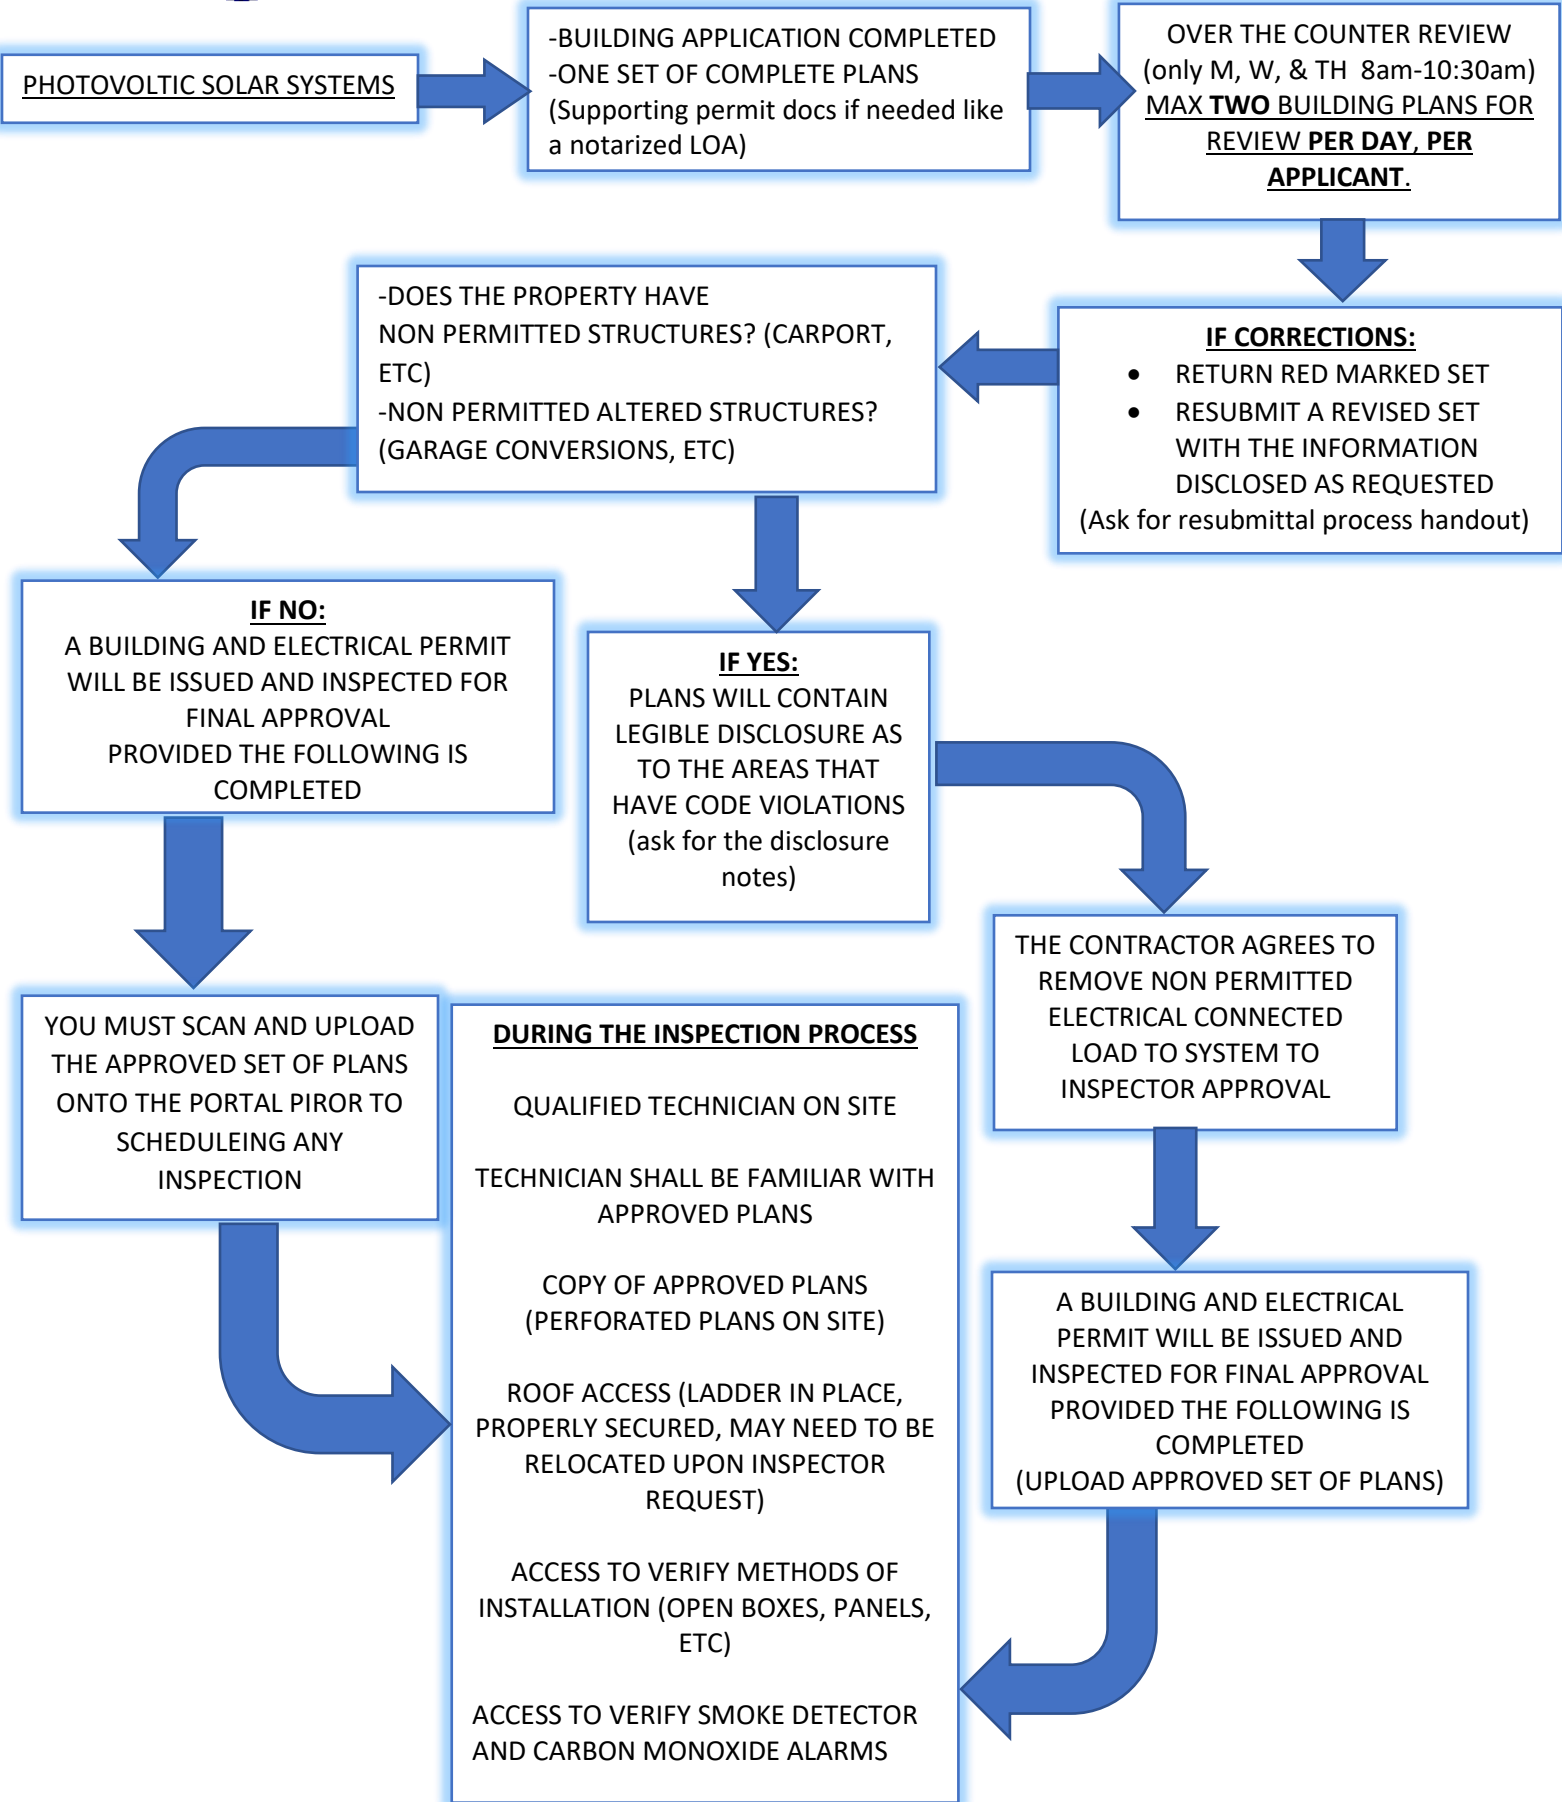 PHOTOVOLTIC SOLAR SYSTEMS
-BUILDING APPLICATION COMPLETED
-ONE SET OF COMPLETE PLANS
(Supporting permit docs if needed like
a notarized LOA)
OVER THE COUNTER REVIEW
(only M, W, & TH 8am-10:30am)
MAX TWO BUILDING PLANS FOR
REVIEW PER DAY, PER
APPLICANT.
IF CORRECTIONS:
• RETURN RED MARKED SET
• RESUBMIT A REVISED SET
WITH THE INFORMATION
DISCLOSED AS REQUESTED
(Ask for resubmittal process handout)
-DOES THE PROPERTY HAVE
NON PERMITTED STRUCTURES? (CARPORT,
ETC)
-NON PERMITTED ALTERED STRUCTURES?
(GARAGE CONVERSIONS, ETC)
IF NO:
A BUILDING AND ELECTRICAL PERMIT
WILL BE ISSUED AND INSPECTED FOR
FINAL APPROVAL
PROVIDED THE FOLLOWING IS
COMPLETED
IF YES:
PLANS WILL CONTAIN
LEGIBLE DISCLOSURE AS
TO THE AREAS THAT
HAVE CODE VIOLATIONS
(ask for the disclosure
notes)
THE CONTRACTOR AGREES TO
REMOVE NON PERMITTED
ELECTRICAL CONNECTED
LOAD TO SYSTEM TO
INSPECTOR APPROVAL
YOU MUST SCAN AND UPLOAD
THE APPROVED SET OF PLANS
ONTO THE PORTAL PIROR TO
SCHEDULEING ANY
INSPECTION
DURING THE INSPECTION PROCESS
QUALIFIED TECHNICIAN ON SITE
TECHNICIAN SHALL BE FAMILIAR WITH
APPROVED PLANS
COPY OF APPROVED PLANS
(PERFORATED PLANS ON SITE)
ROOF ACCESS (LADDER IN PLACE,
PROPERLY SECURED, MAY NEED TO BE
RELOCATED UPON INSPECTOR
REQUEST)
ACCESS TO VERIFY METHODS OF
INSTALLATION (OPEN BOXES, PANELS,
ETC)
ACCESS TO VERIFY SMOKE DETECTOR
AND CARBON MONOXIDE ALARMS
A BUILDING AND ELECTRICAL
PERMIT WILL BE ISSUED AND
INSPECTED FOR FINAL APPROVAL
PROVIDED THE FOLLOWING IS
COMPLETED
(UPLOAD APPROVED SET OF PLANS)